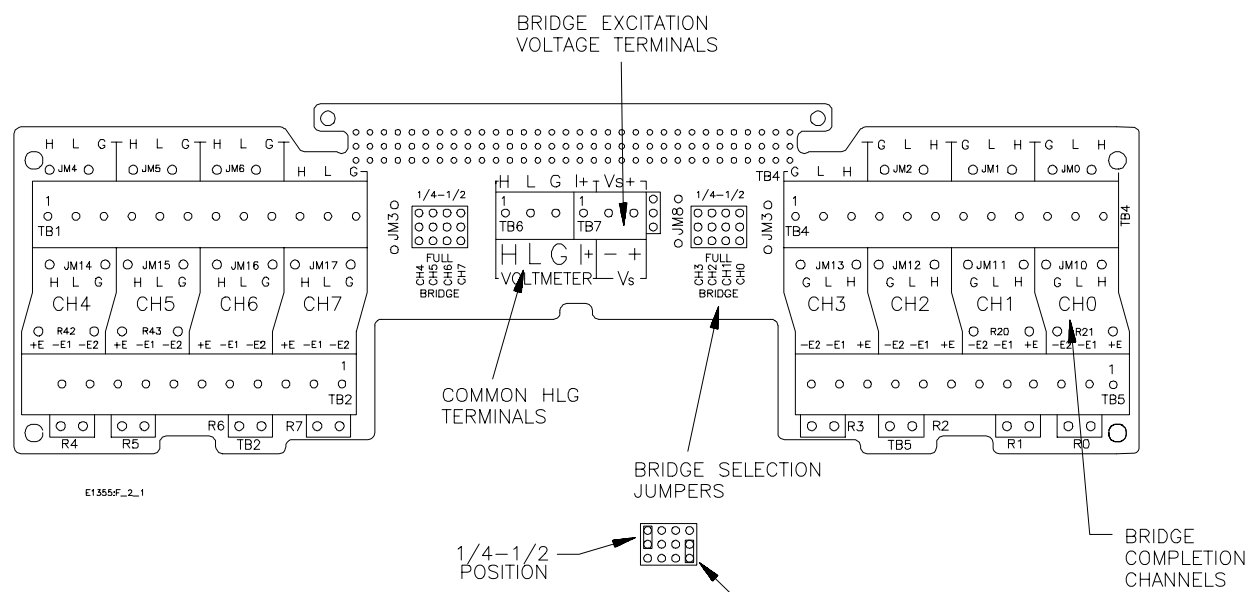 BRIDGE EXCITATION
VOLTAGE TERMINALS
H L G H L G H L G
G L H G L H G L H
JM4 JM5 JM6 H L G
TB4 G L H JM2 JM1 JM0
1/4-1/2
H L G I+ Vs+
1/4-1/2
1
TB1
JM3
1
TB6
1
TB7
JM8
JM3
1
TB4
TB4
FULL
CH4
CH5
CH6
CH7
BRIDGE
H L G I+ - +
VOLTMETER Vs
FULL
CH3
CH2
CH1
CH0
BRIDGE
JM14 JM15 JM16 JM17
H L G H L G H L G H L G
CH4 CH5 CH6 CH7
JM13 JM12 JM11 JM10
G L H G L H G L H G L H
CH3 CH2 CH1 CH0
R42 R43
+E -E1 -E2 +E -E1 -E2 +E -E1 -E2 +E -E1 -E2
R20 R21
-E2 -E1 +E -E2 -E1 +E -E2 -E1 +E -E2 -E1 +E
1
TB2
1
TB5
COMMON HLG
TERMINALS
R4 R5 R6 TB2 R7
R3 TB5 R2 R1 R0
BRIDGE SELECTION
JUMPERS
E1355:F_2_1
1/4-1/2
POSITION
BRIDGE
COMPLETION
CHANNELS